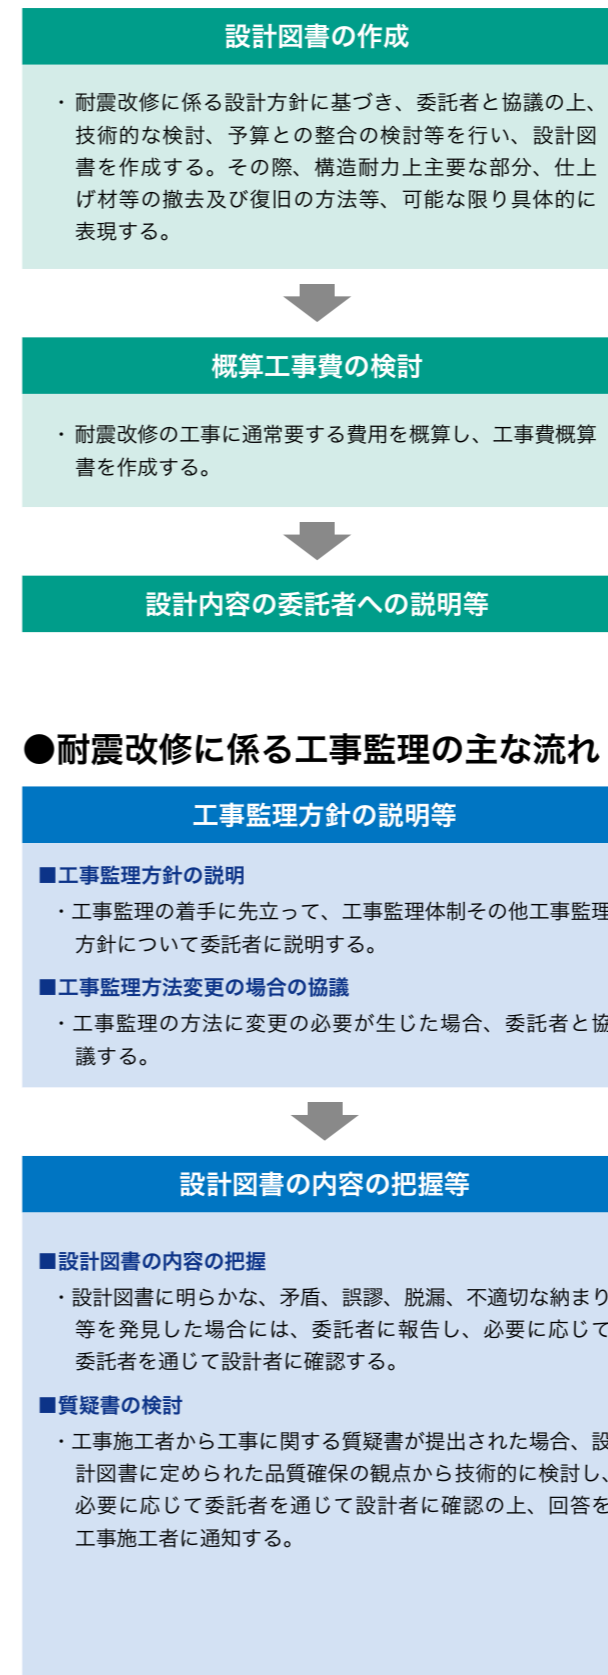 設計図書の作成
・耐震改修に係る設計方針に基づき、委託者と協議の上、
技術的な検討、予算との整合の検討等を行い、設計図
書を作成する。その際、構造耐力上主要な部分、仕上
げ材等の撤去及び復旧の方法等、可能な限り具体的に
表現する。
概算工事費の検討
・耐震改修の工事に通常要する費用を概算し、工事費概算
書を作成する。
設計内容の委託者への説明等
●耐震改修に係る工事監理の主な流れ
工事監理方針の説明等
■工事監理方針の説明
・工事監理の着手に先立って、工事監理体制その他工事監理
方針について委託者に説明する。
■工事監理方法変更の場合の協議
・工事監理の方法に変更の必要が生じた場合、委託者と協
議する。
設計図書の内容の把握等
■設計図書の内容の把握
・設計図書に明らかな、矛盾、誤謬、脱漏、不適切な納まり
等を発見した場合には、委託者に報告し、必要に応じて
委託者を通じて設計者に確認する。
■質疑書の検討
・工事施工者から工事に関する質疑書が提出された場合、設
計図書に定められた品質確保の観点から技術的に検討し、
必要に応じて委託者を通じて設計者に確認の上、回答を
工事施工者に通知する。